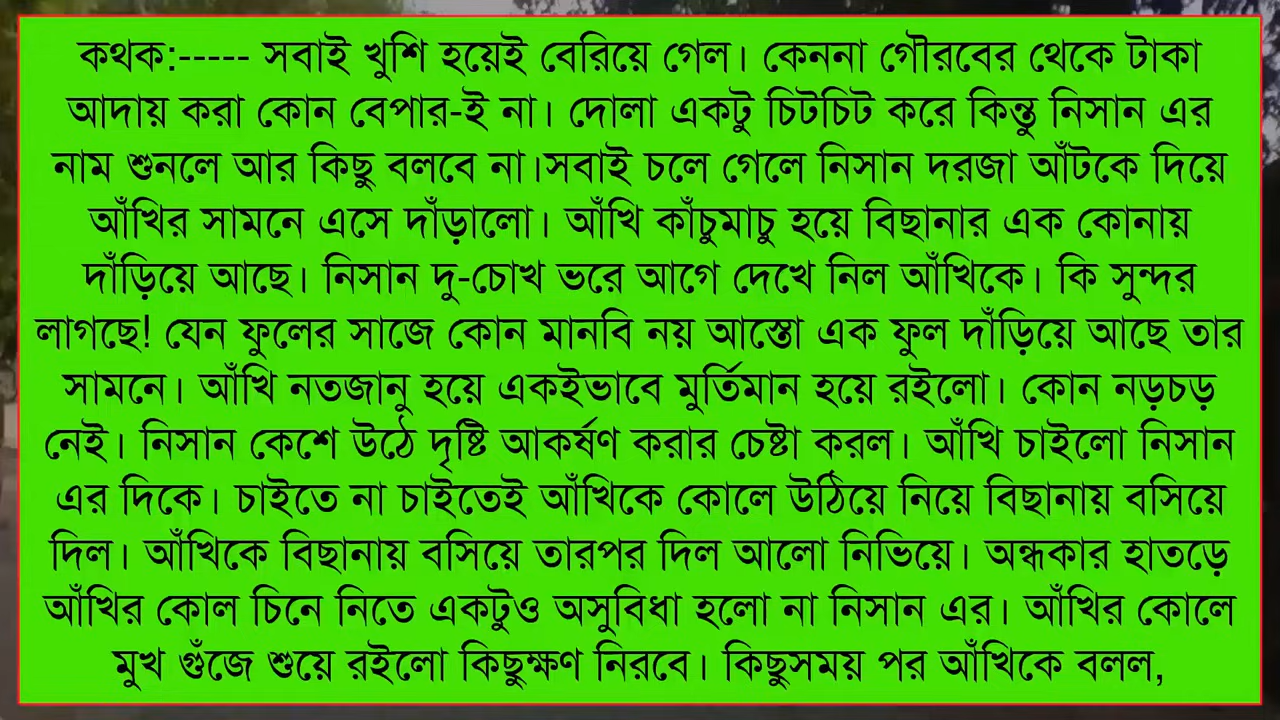 কথক:----- সবাই খুশি হয়েই বেরিয়ে গেল। কেননা গৌরবের থেকে টাকা
আদায় করা কোন বেপার-ই না। দোলা একটু চিটচিট করে কিন্তু নিসান এর
নাম শুনলে আর কিছু বলবে না।সবাই চলে গেলে নিসান দরজা আঁটকে দিয়ে
আঁখির সামনে এসে দাঁড়ালো। আঁখি কাঁচুমাচু হয়ে বিছানার এক কোনায়
দাঁড়িয়ে আছে। নিসান দু-চোখ ভরে আগে দেখে নিল আঁখিকে। কি সুন্দর
লাগছে! যেন ফুলের সাজে কোন মানবি নয় আস্তো এক ফুল দাঁড়িয়ে আছে তার
সামনে। আঁখি নতজানু হয়ে একইভাবে মুর্তিমান হয়ে রইলো। কোন নড়চড়
নেই। নিসান কেশে উঠে দৃষ্টি আকর্ষণ করার চেষ্টা করল। আঁখি চাইলো নিসান
এর দিকে। চাইতে না চাইতেই আঁখিকে কোলে উঠিয়ে নিয়ে বিছানায় বসিয়ে
দিল। আঁখিকে বিছানায় বসিয়ে তারপর দিল আলো নিভিয়ে। অন্ধকার হাতড়ে
আঁখির কোল চিনে নিতে একটুও অসুবিধা হলো না নিসান এর। আঁখির কোলে
মুখ গুঁজে শুয়ে রইলো কিছুক্ষণ নিরবে। কিছুসময় পর আঁখিকে বলল,